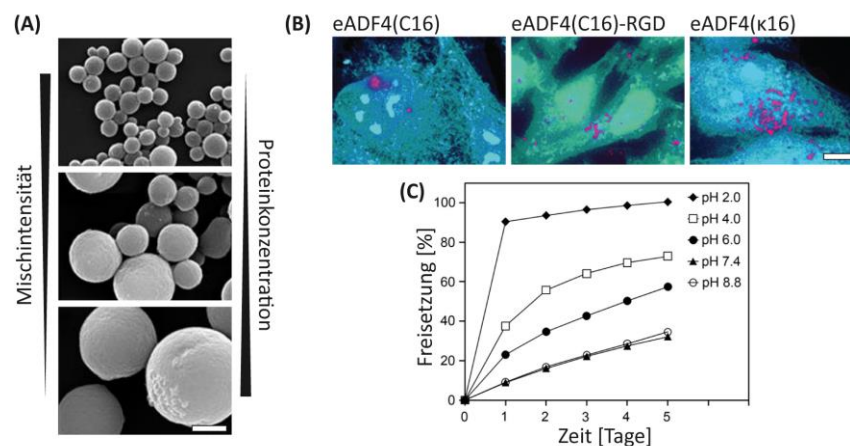 (A)
Mischintensität
Proteinkonzentration
(B)
eADF4(C16)
eADF4(C16)-RGD
eADF4(κ16)
(C)
Freisetzung [%]
100
80
60
40
20
0
0 1 2 3 4 5
Zeit [Tage]
pH 2.0
pH 4.0
pH 6.0
pH 7.4
pH 8.8